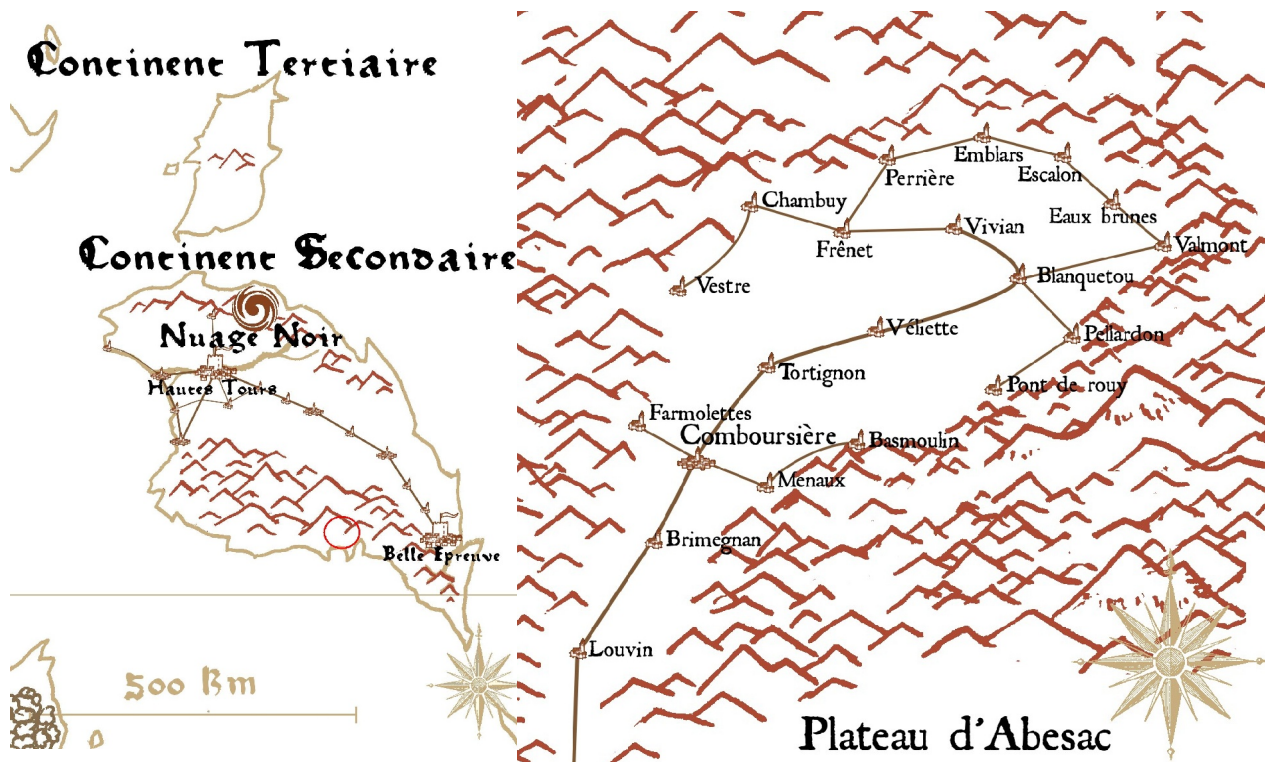 Continent Tertiaire
Continent Secondaire
Nuage Noir
Hautes Tours
Belle Epreuve
500 Km
Emblars
Perrière
Escalon
Chambuy
Eaux brunes
Frênet
Vivian
Valmont
Vestre
Blanquetou
Véliette
Pellardon
Tortignon
Pont de rouy
Farmolettes
Comboursière
Basmoulin
Menaux
Brimegnan
Louvin
Plateau d'Abesac